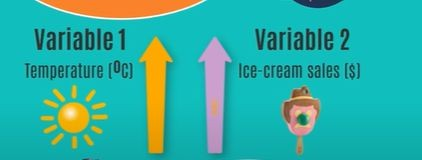 Variable 1
Temperature (ºC)
Variable 2
Ice-cream sales ($)